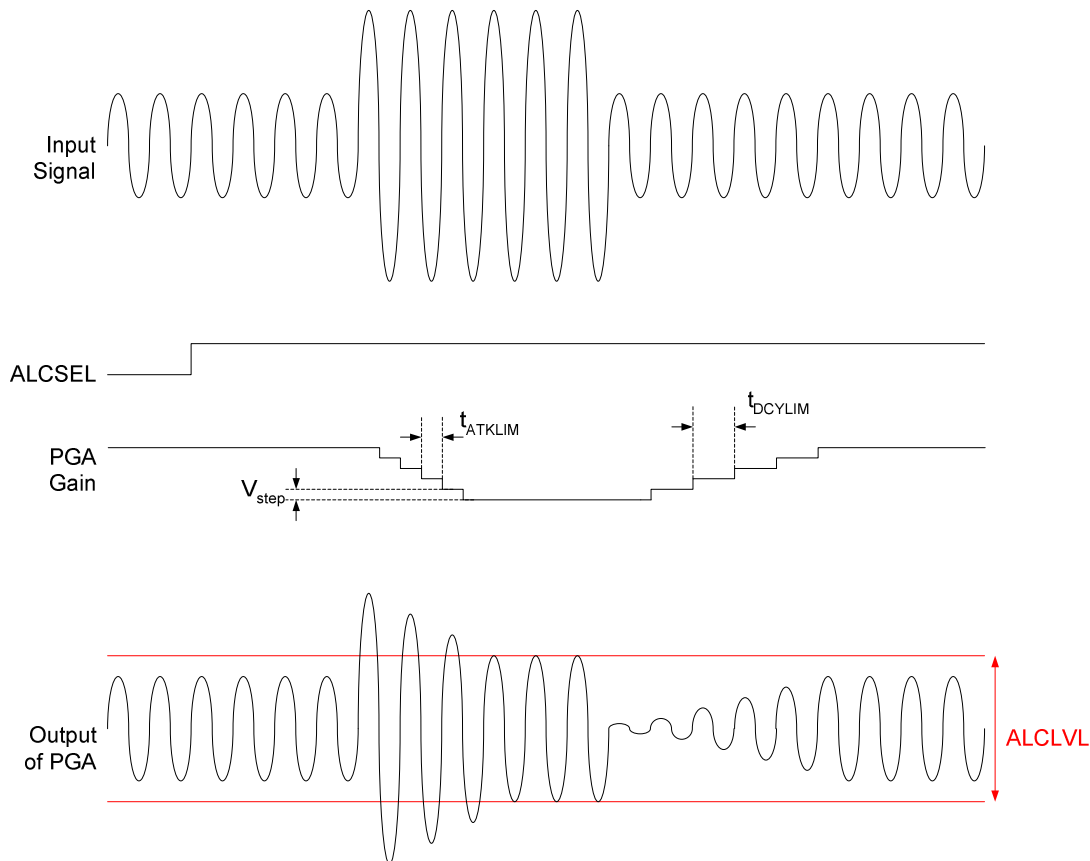 Input
Signal
ALCSEL
tATKLIM
tDCYLIM
PGA
Gain
Vstep
Output
of PGA
ALCLVL